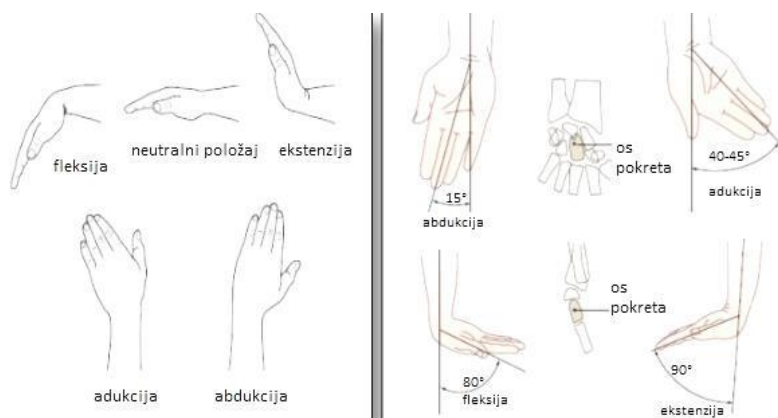 fleksija
neutralni položaj
ekstenzija
adukcija
abdukcija
15°
abdukcija
os
pokreta
40-45°
adukcija
80°
fleksija
os
pokreta
90°
ekstenzija